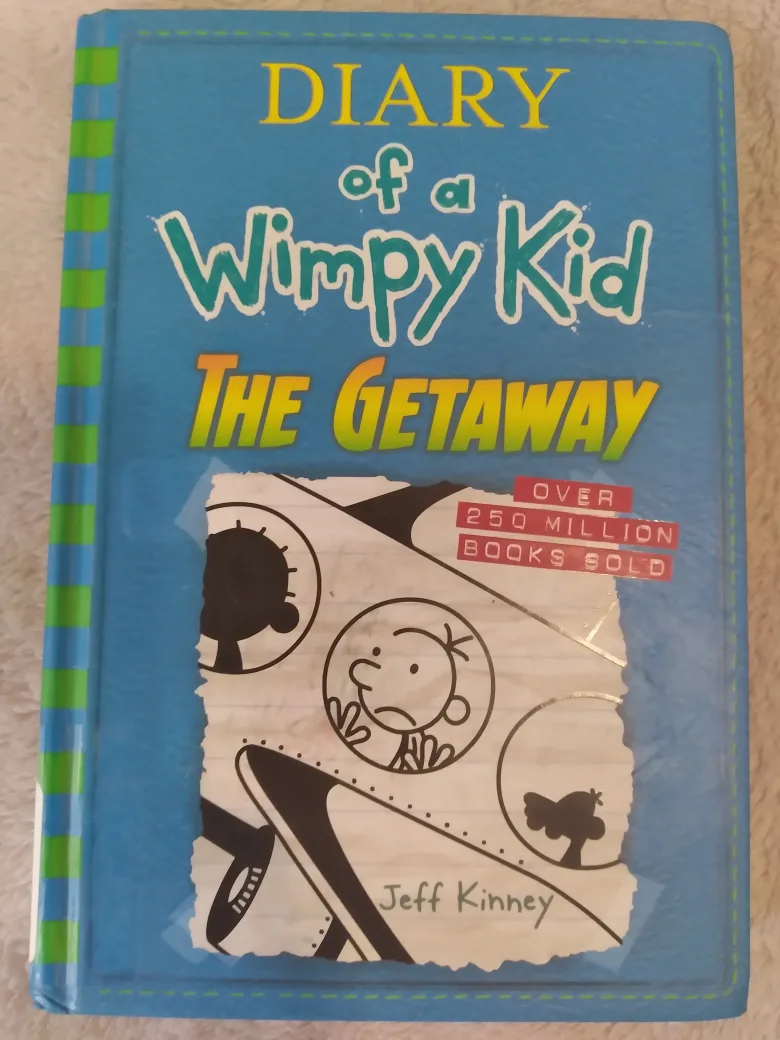 DIARY
of a
Wimpy Kid
THE GETAWAY
OVER
250 MILLION
BOOKS SOLD
Jeff Kinney